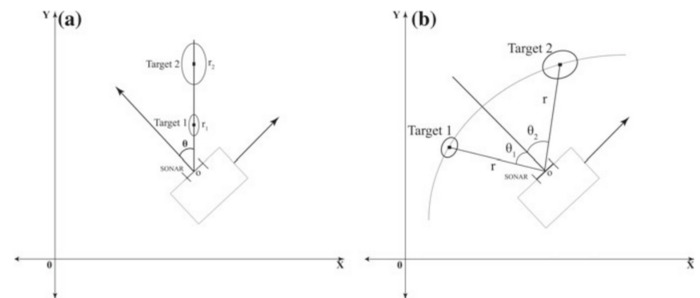 Y
(a)
Target 2
r₂
Target 1
r₁
θ
SONAR
o
0
X
Y
(b)
Target 2
r
Target 1
θ₂
θ₁
r
SONAR
o
0
X